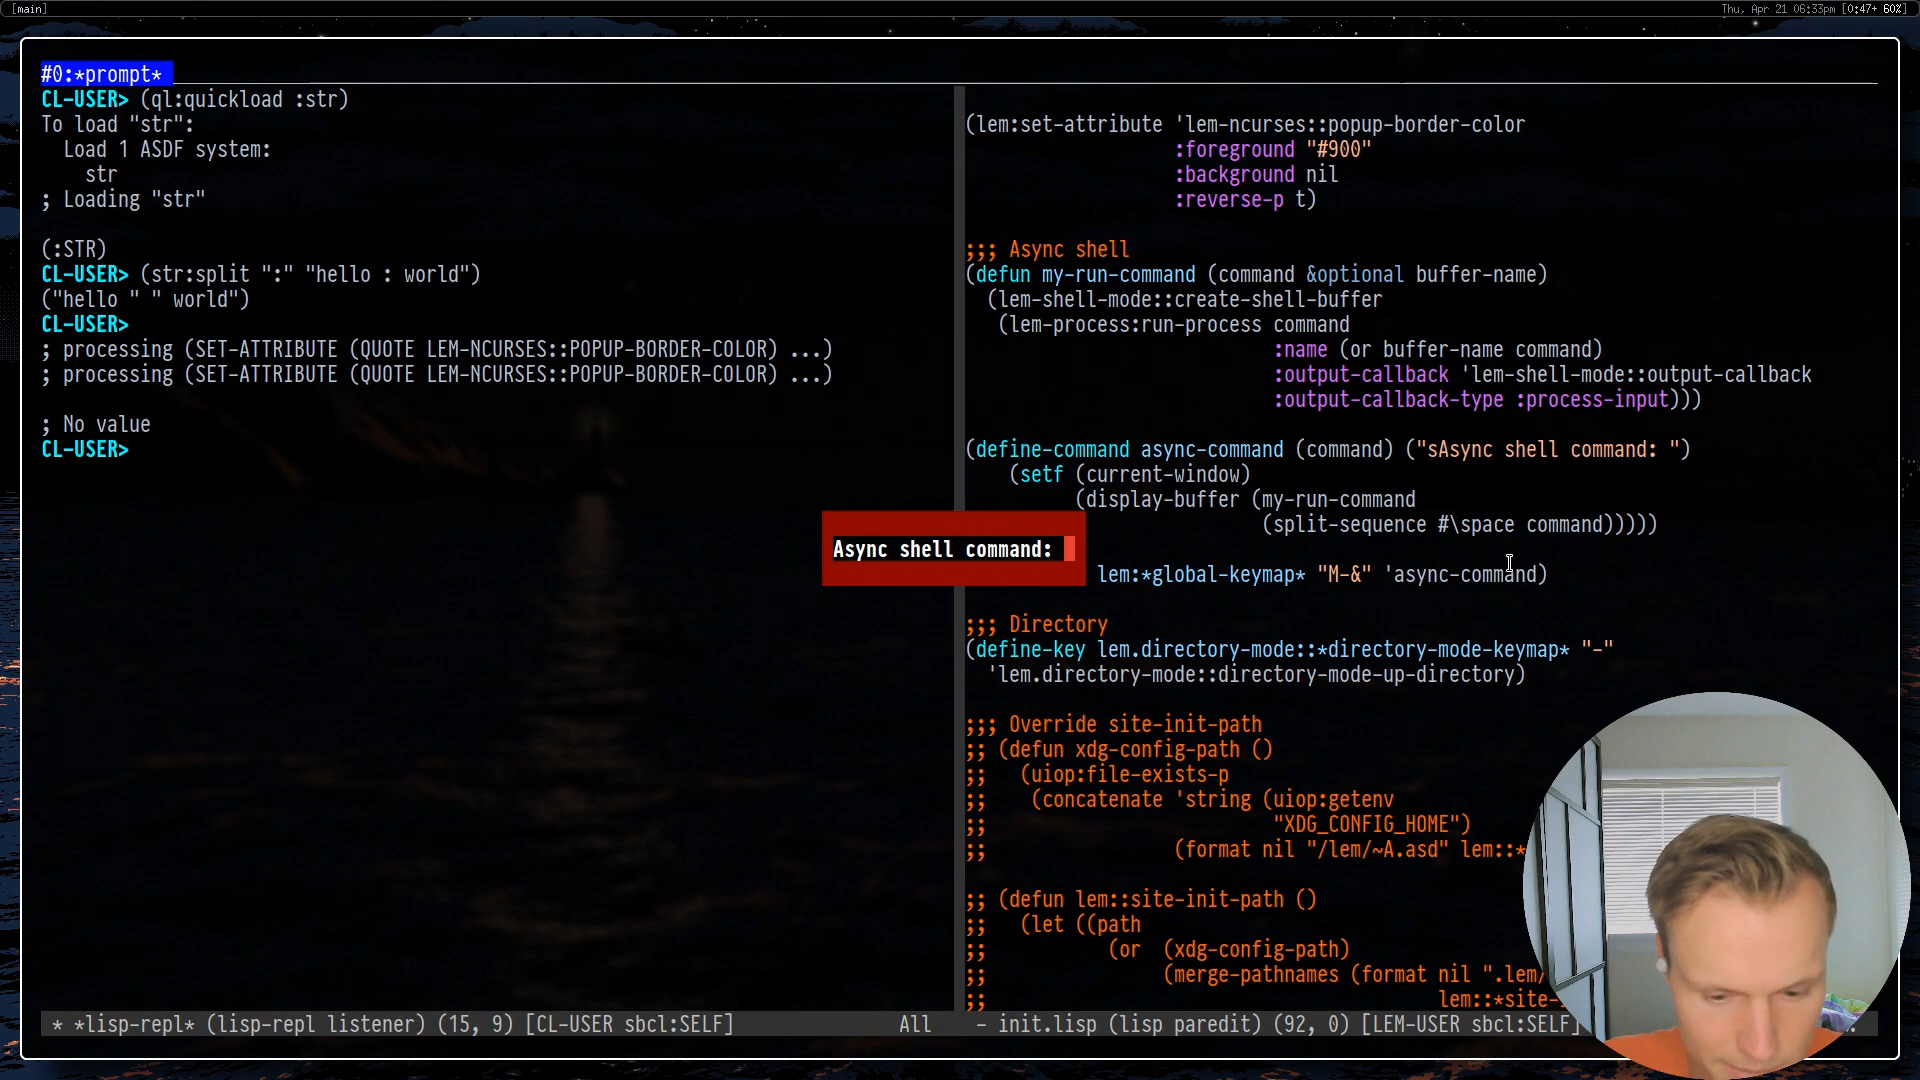 [main]
Thu, Apr 21 06:33pm [0:47+ 60%]
#0:*prompt*
CL-USER> (ql:quickload :str)
To load "str":
  Load 1 ASDF system:
    str
; Loading "str"
(:STR)
CL-USER> (str:split ":" "hello : world")
("hello " " world")
CL-USER>
; processing (SET-ATTRIBUTE (QUOTE LEM-NCURSES::POPUP-BORDER-COLOR) ...)
; processing (SET-ATTRIBUTE (QUOTE LEM-NCURSES::POPUP-BORDER-COLOR) ...)
; No value
CL-USER>
(lem:set-attribute 'lem-ncurses::popup-border-color
                   :foreground "#900"
                   :background nil
                   :reverse-p t)
;;; Async shell
(defun my-run-command (command &optional buffer-name)
  (lem-shell-mode::create-shell-buffer
   (lem-process:run-process command
                            :name (or buffer-name command)
                            :output-callback 'lem-shell-mode::output-callback
                            :output-callback-type :process-input)))
(define-command async-command (command) ("sAsync shell command: ")
    (setf (current-window)
          (display-buffer (my-run-command
                           (split-sequence #\space command)))))
Async shell command:
lem:*global-keymap* "M-&" 'async-command)
;;; Directory
(define-key lem.directory-mode::*directory-mode-keymap* "-"
  'lem.directory-mode::directory-mode-up-directory)
;;; Override site-init-path
;; (defun xdg-config-path ()
;;   (uiop:file-exists-p
;;    (concatenate 'string (uiop:getenv
;;                          "XDG_CONFIG_HOME")
;;                 (format nil "/lem/~A.asd" lem::*
;; (defun lem::site-init-path ()
;;   (let ((path
;;           (or  (xdg-config-path)
;;                (merge-pathnames (format nil ".lem/
;;                                         lem::*site-
* *lisp-repl* (lisp-repl listener) (15, 9) [CL-USER sbcl:SELF] All
- init.lisp (lisp paredit) (92, 0) [LEM-USER sbcl:SELF]